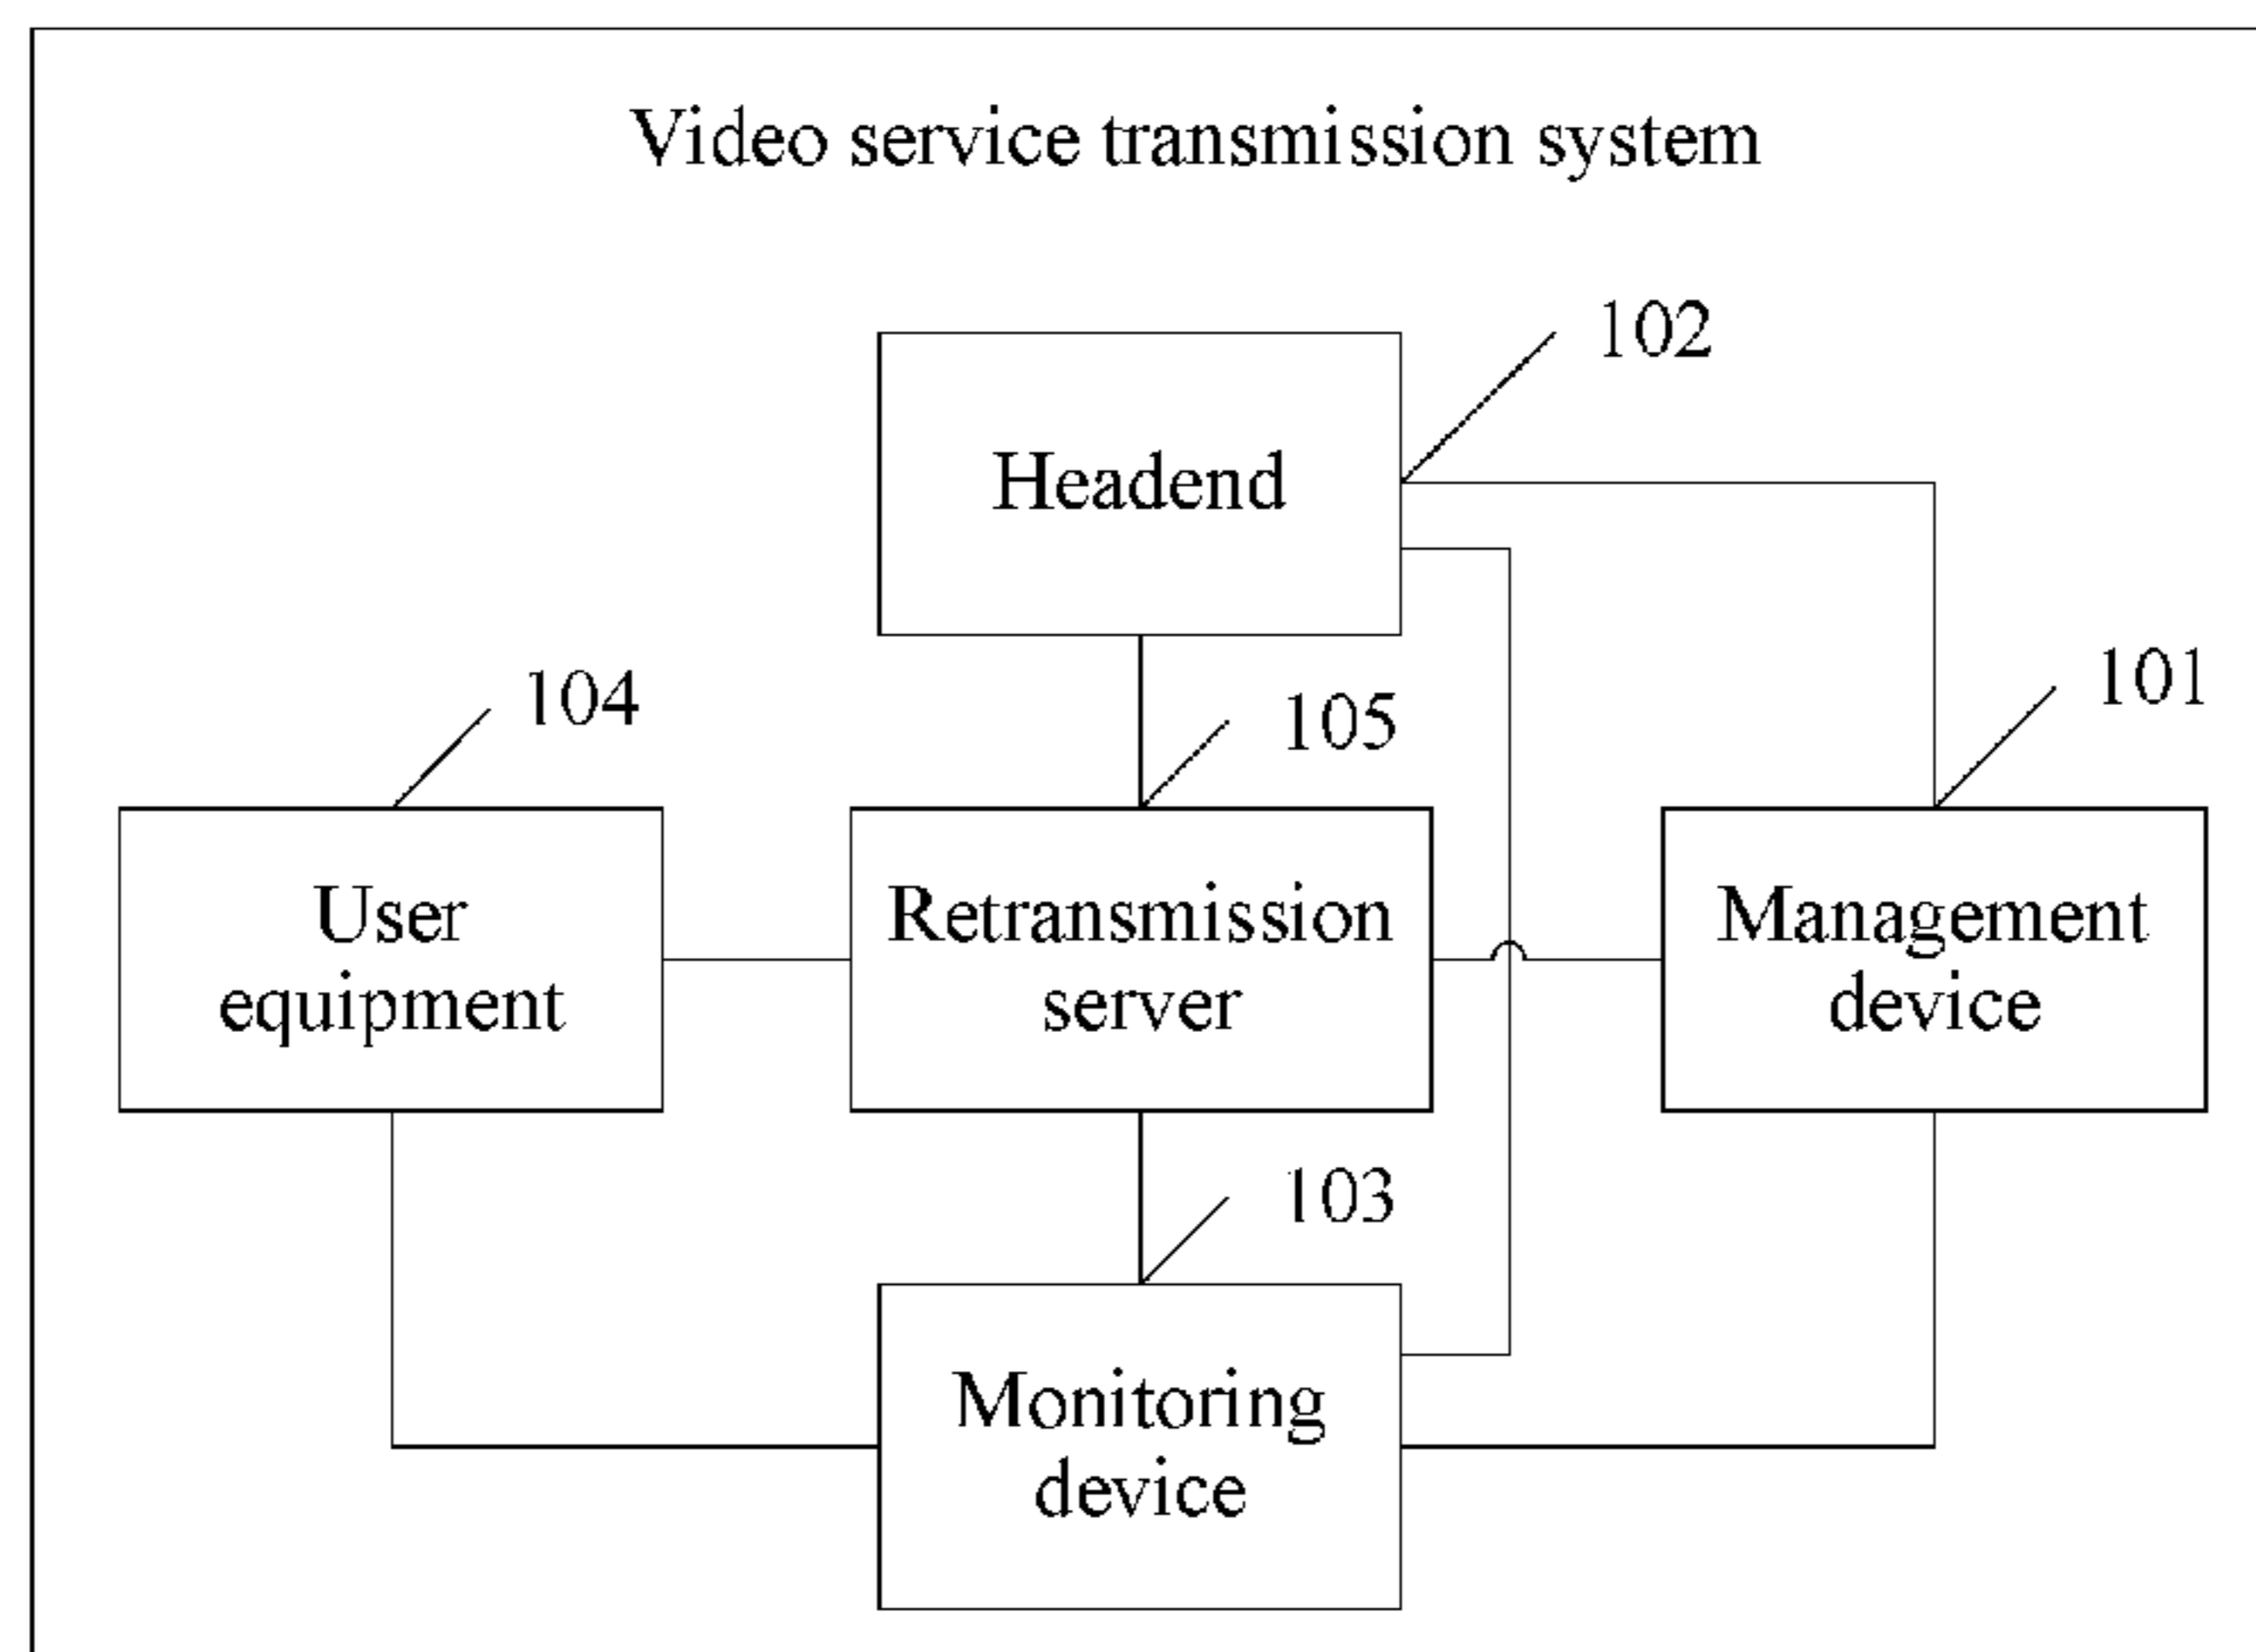 Video service transmission system
102
Headend
104
105
101
User
equipment
Retransmission
server
Management
device
103
Monitoring
device